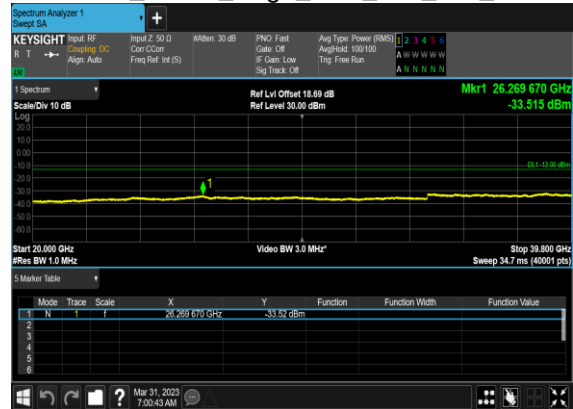 Spectrum Analyzer 1
Swept SA
+
KEYSIGHT Input: RF Input Z: 50 Ω #Atten: 30 dB PNO: Fast Avg Type: Power (RMS) 1 2 3 4 5 6
R T Coupling: DC Corr CCorr Gate: Off Avg|Hold: 100/100 A W W W W W
Align: Auto Freq Ref: Int (S) IF Gain: Low Trig: Free Run
LXI Sig Track: Off A N N N N N
1 Spectrum Ref Lvl Offset 18.69 dB Mkr1 26.269 670 GHz
Scale/Div 10 dB Ref Level 30.00 dBm -33.515 dBm
Log
20.0
10.0
0.00
-10.0 DL1 -13.00 dBm
-20.0
-30.0 1
-40.0
-50.0
-60.0
Start 20.000 GHz Video BW 3.0 MHz* Stop 39.800 GHz
#Res BW 1.0 MHz Sweep 34.7 ms (40001 pts)
5 Marker Table
Mode Trace Scale X Y Function Function Width Function Value
1 N 1 f 26.269 670 GHz -33.52 dBm
2
3
4
5
6
? Mar 31, 2023
7:00:43 AM